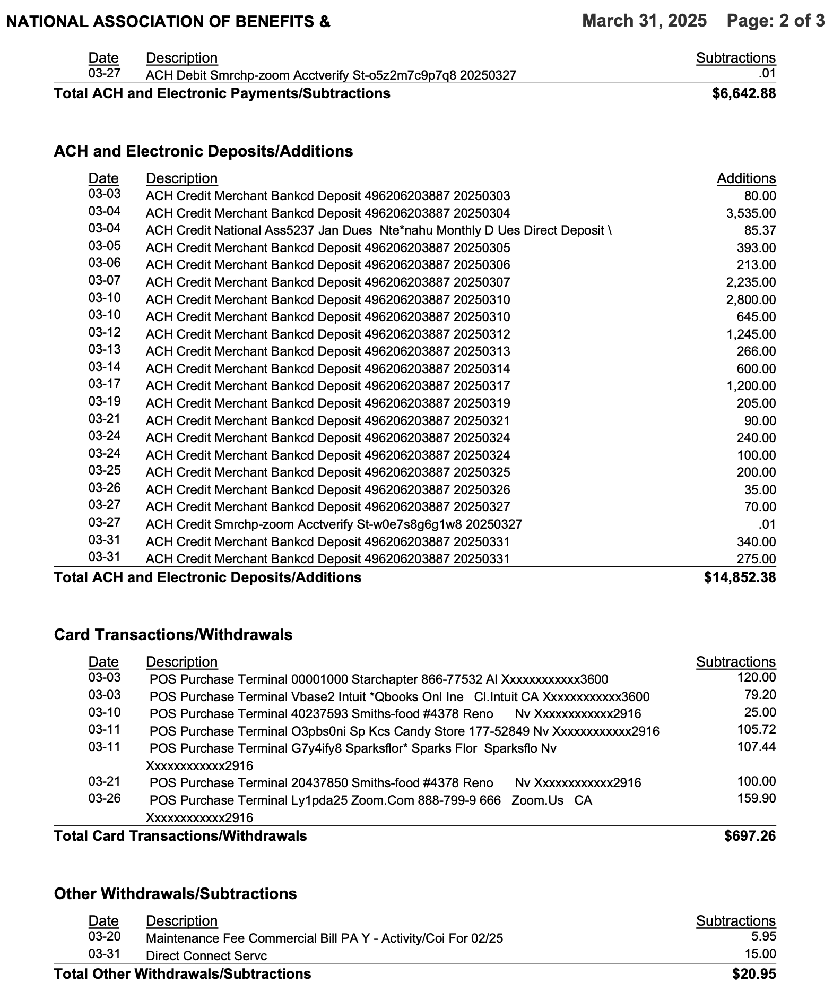 NATIONAL ASSOCIATION OF BENEFITS & March 31, 2025 Page: 2 of 3
Date Description Subtractions
03-27 ACH Debit Smrchp-zoom Acctverify St-o5z2m7c9p7q8 20250327 .01
Total ACH and Electronic Payments/Subtractions $6,642.88
ACH and Electronic Deposits/Additions
Date Description Additions
03-03 ACH Credit Merchant Bankcd Deposit 496206203887 20250303 80.00
03-04 ACH Credit Merchant Bankcd Deposit 496206203887 20250304 3,535.00
03-04 ACH Credit National Ass5237 Jan Dues Nte*nahu Monthly D Ues Direct Deposit \ 85.37
03-05 ACH Credit Merchant Bankcd Deposit 496206203887 20250305 393.00
03-06 ACH Credit Merchant Bankcd Deposit 496206203887 20250306 213.00
03-07 ACH Credit Merchant Bankcd Deposit 496206203887 20250307 2,235.00
03-10 ACH Credit Merchant Bankcd Deposit 496206203887 20250310 2,800.00
03-10 ACH Credit Merchant Bankcd Deposit 496206203887 20250310 645.00
03-12 ACH Credit Merchant Bankcd Deposit 496206203887 20250312 1,245.00
03-13 ACH Credit Merchant Bankcd Deposit 496206203887 20250313 266.00
03-14 ACH Credit Merchant Bankcd Deposit 496206203887 20250314 600.00
03-17 ACH Credit Merchant Bankcd Deposit 496206203887 20250317 1,200.00
03-19 ACH Credit Merchant Bankcd Deposit 496206203887 20250319 205.00
03-21 ACH Credit Merchant Bankcd Deposit 496206203887 20250321 90.00
03-24 ACH Credit Merchant Bankcd Deposit 496206203887 20250324 240.00
03-24 ACH Credit Merchant Bankcd Deposit 496206203887 20250324 100.00
03-25 ACH Credit Merchant Bankcd Deposit 496206203887 20250325 200.00
03-26 ACH Credit Merchant Bankcd Deposit 496206203887 20250326 35.00
03-27 ACH Credit Merchant Bankcd Deposit 496206203887 20250327 70.00
03-27 ACH Credit Smrchp-zoom Acctverify St-w0e7s8g6g1w8 20250327 .01
03-31 ACH Credit Merchant Bankcd Deposit 496206203887 20250331 340.00
03-31 ACH Credit Merchant Bankcd Deposit 496206203887 20250331 275.00
Total ACH and Electronic Deposits/Additions $14,852.38
Card Transactions/Withdrawals
Date Description Subtractions
03-03 POS Purchase Terminal 00001000 Starchapter 866-77532 Al Xxxxxxxxxxxx3600 120.00
03-03 POS Purchase Terminal Vbase2 Intuit *Qbooks Onl Ine Cl.Intuit CA Xxxxxxxxxxxx3600 79.20
03-10 POS Purchase Terminal 40237593 Smiths-food #4378 Reno Nv Xxxxxxxxxxxx2916 25.00
03-11 POS Purchase Terminal O3pbs0ni Sp Kcs Candy Store 177-52849 Nv Xxxxxxxxxxxx2916 105.72
03-11 POS Purchase Terminal G7y4ify8 Sparksflor* Sparks Flor Sparksflo Nv 107.44
Xxxxxxxxxxxx2916
03-21 POS Purchase Terminal 20437850 Smiths-food #4378 Reno Nv Xxxxxxxxxxxx2916 100.00
03-26 POS Purchase Terminal Ly1pda25 Zoom.Com 888-799-9 666 Zoom.Us CA 159.90
Xxxxxxxxxxxx2916
Total Card Transactions/Withdrawals $697.26
Other Withdrawals/Subtractions
Date Description Subtractions
03-20 Maintenance Fee Commercial Bill PA Y - Activity/Coi For 02/25 5.95
03-31 Direct Connect Servc 15.00
Total Other Withdrawals/Subtractions $20.95